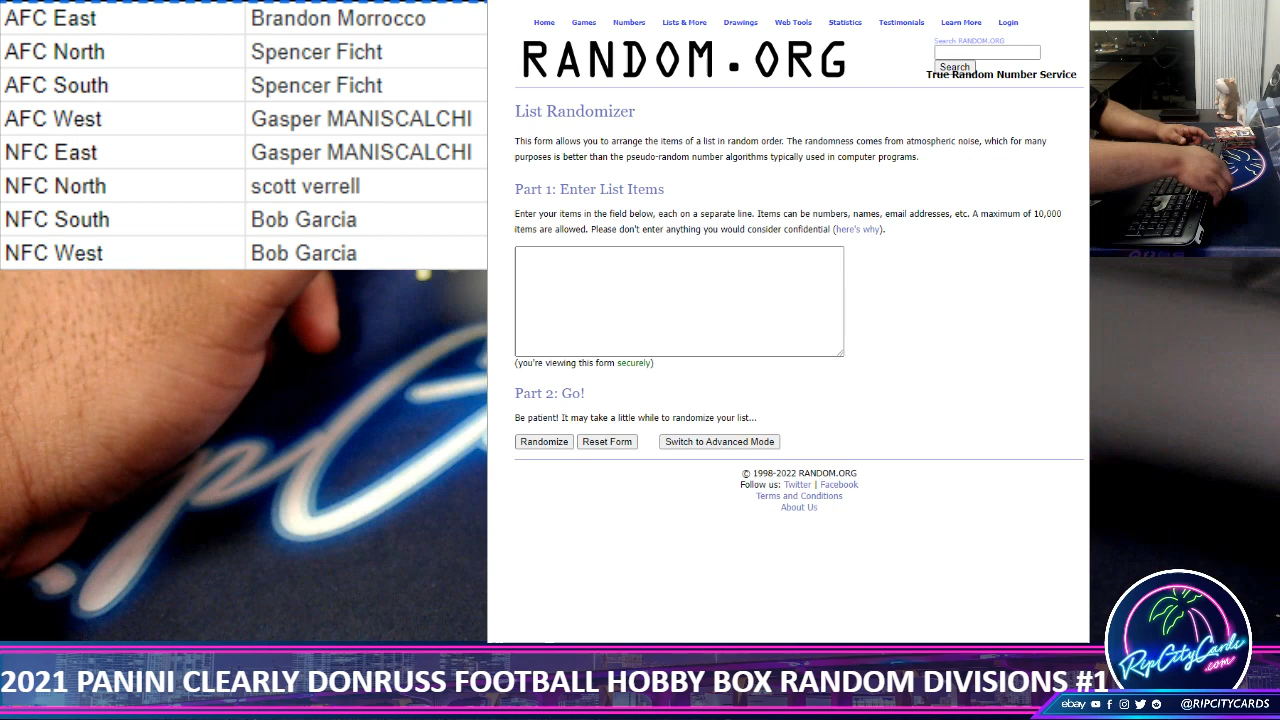 AFC East Brandon Morrocco
AFC North Spencer Ficht
AFC South Spencer Ficht
AFC West Gasper MANISCALCHI
NFC East Gasper MANISCALCHI
NFC North scott verrell
NFC South Bob Garcia
NFC West Bob Garcia
Home Games Numbers Lists & More Drawings Web Tools Statistics Testimonials Learn More Login
RANDOM.ORG
Search RANDOM.ORG
Search
True Random Number Service
List Randomizer
This form allows you to arrange the items of a list in random order. The randomness comes from atmospheric noise, which for many
purposes is better than the pseudo-random number algorithms typically used in computer programs.
Part 1: Enter List Items
Enter your items in the field below, each on a separate line. Items can be numbers, names, email addresses, etc. A maximum of 10,000
items are allowed. Please don't enter anything you would consider confidential (here's why).
(you're viewing this form securely)
Part 2: Go!
Be patient! It may take a little while to randomize your list...
Randomize Reset Form Switch to Advanced Mode
© 1998-2022 RANDOM.ORG
Follow us: Twitter | Facebook
Terms and Conditions
About Us
RipCityCards
.com
2021 PANINI CLEARLY DONRUSS FOOTBALL HOBBY BOX RANDOM DIVISIONS #1
ebay @RIPCITYCARDS